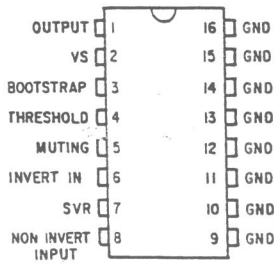 OUTPUT 1 16 GND
VS 2 15 GND
BOOTSTRAP 3 14 GND
THRESHOLD 4 13 GND
MUTING 5 12 GND
INVERT IN 6 11 GND
SVR 7 10 GND
NON INVERT 8 9 GND
INPUT